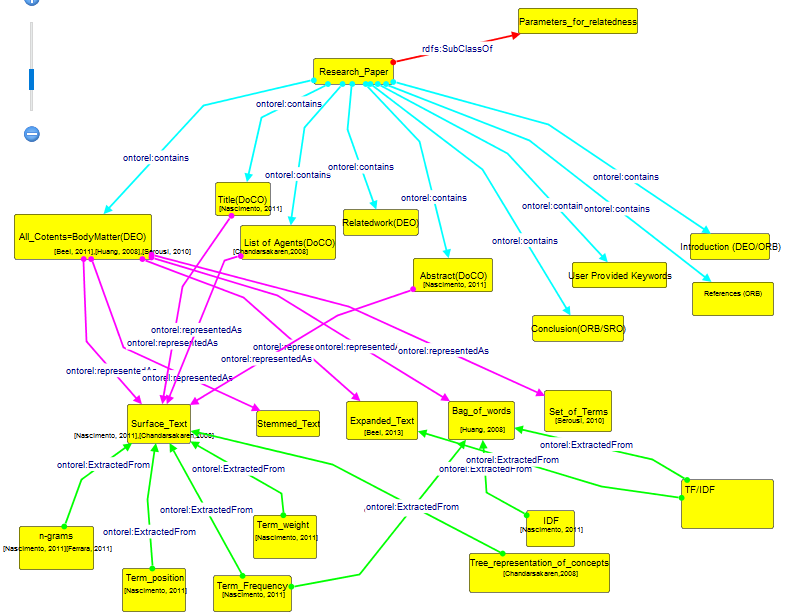 Parameters_for_relatedness
rdfs:SubClassOf
Research_Paper
ontorel:contains
ontorel:contains
ontorel:contains
ontorel:contains
ontorel:contains
ontorel:contains
ontorel:contain
ontorel:contains
ontorel:contains
Title(DoCO)
[Nascimento, 2011]
All_Cotents=BodyMatter(DEO)
[Beel, 2011],[Huang, 2008],[Serousi, 2010]
List of Agents(DoCO)
[Chandarsakaren,2008]
Relatedwork(DEO)
Abstract(DoCO)
[Nascimento, 2011]
User Provided Keywords
Introduction (DEO/ORB)
References (ORB)
Conclusion(ORB/SRO)
ontorel:representedAs
ontorel:representedAs
ontorel:representedAs
ontorel:representedAs
ontorel:representedAs
Surface_Text
[Nascimento, 2011],[Chandarsakaren,2008]
Stemmed_Text
Expanded_Text
[Beel, 2013]
Bag_of_words
[Huang, 2008]
Set_of_Terms
[Serousi, 2010]
ontorel:ExtractedFrom
ontorel:ExtractedFrom
ontorel:ExtractedFrom
ontorel:ExtractedFrom
ontorel:ExtractedFrom
ontorel:ExtractedFrom
ontorel:ExtractedFrom
ontorel:ExtractedFrom
ontorel:ExtractedFrom
TF/IDF
n-grams
[Nascimento, 2011][Ferrara, 2011]
Term_weight
[Nascimento, 2011]
IDF
[Nascimento, 2011]
Term_position
[Nascimento, 2011]
Term_Frequency
[Nascimento, 2011]
Tree_representation_of_concepts
[Chandarsakaren,2008]